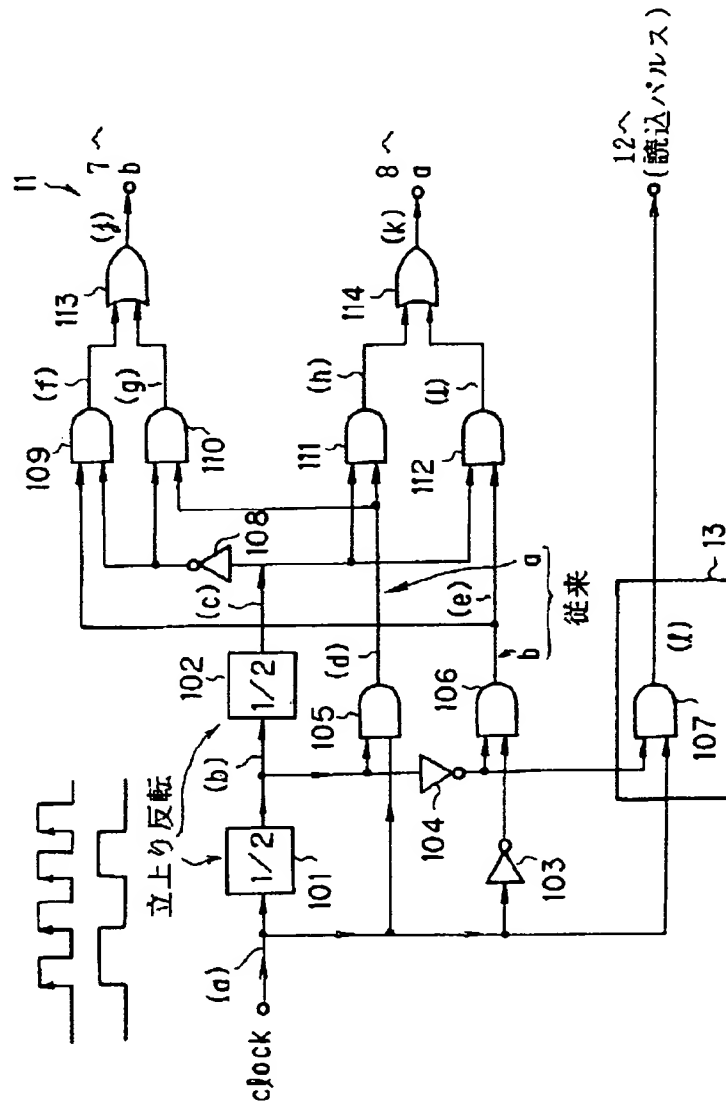 11
7へ
b
(j)
113
(f)
(g)
109
110
108
(c)
102
1/2
立上り反転
(b)
1/2
101
(a)
clock
8へ
a
(k)
114
(h)
(i)
111
112
a
(e)
b
従来
(d)
105
106
104
103
12へ
(読込パルス)
13
(l)
107